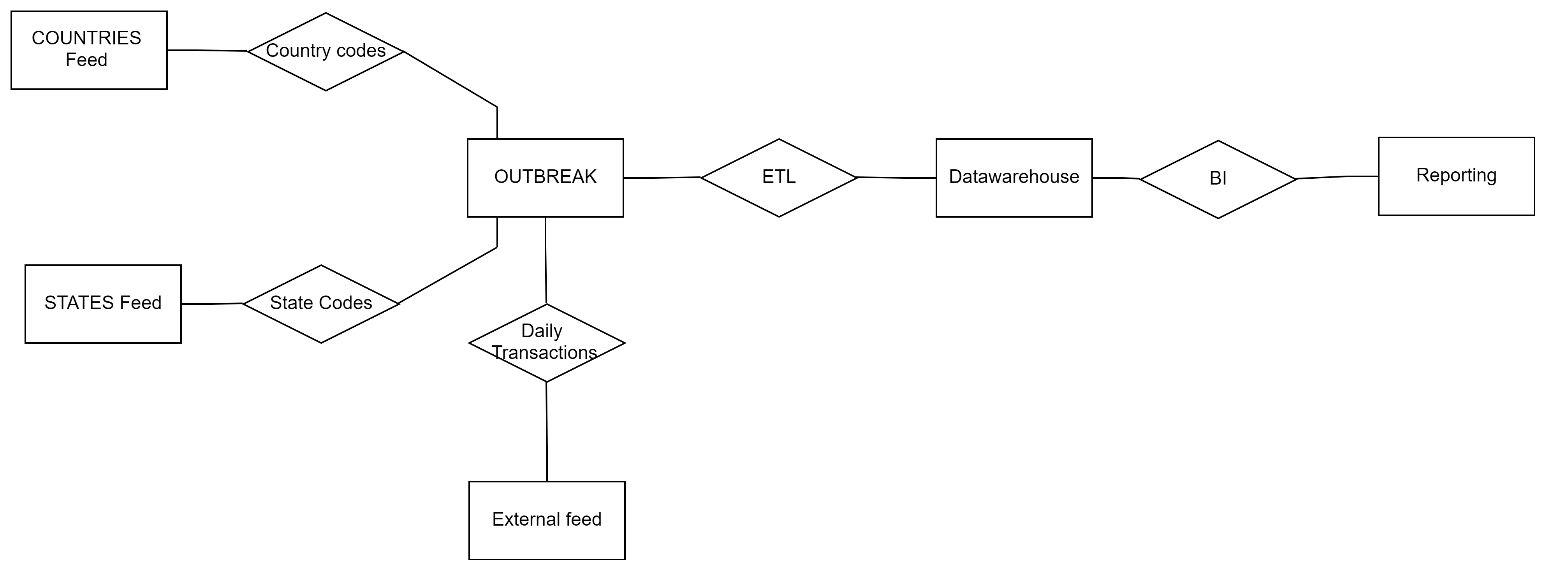 COUNTRIES
Feed
Country codes
OUTBREAK
ETL
Datawarehouse
BI
Reporting
STATES Feed
State Codes
Daily
Transactions
External feed